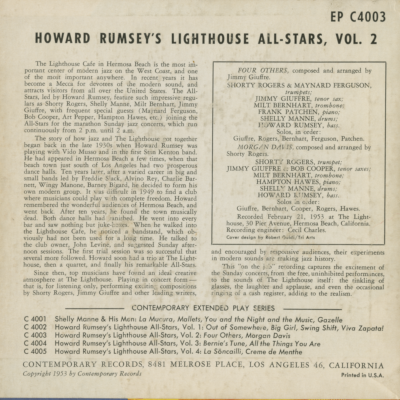 EP C4003
HOWARD RUMSEY'S LIGHTHOUSE ALL-STARS, VOL. 2
The Lighthouse Cafe in Hermosa Beach is the most important center of modern jazz on the West Coast, and one
of the most important anywhere. In recent years it has
become a Mecca for devotees of the modern sound, and
attracts visitors from all over the United States. The All-
Stars, led by Howard Rumsey, feature such impressive regulars
as Shorty Rogers, Shelly Manne, Milt Bernhart, Jimmy
Giuffre, with frequent special guests (Maynard Ferguson,
Bob Cooper, Art Pepper, Hampton Hawes, etc.) joining the
All-Stars for the marathon Sunday jazz concerts, which run
continuously from 2 p.m. until 2 a.m.
The story of how jazz and The Lighthouse got together
began back in the late 1930's when Howard Rumsey was
playing with Vido Musso and in the first Stan Kenton band.
He had appeared in Hermosa Beach a few times, when that
beach town just south of Los Angeles had two prosperous
dance halls. Ten years later, after a varied career in big and
small bands led by Freddie Slack, Alvino Rey, Charlie Barnet,
Wingy Manone, Barney Bigard, he decided to form his
own modern group. It was difficult in 1949 to find a club
where musicians could play with complete freedom. Howard
remembered the wonderful audiences of Hermosa Beach, and
went back. After ten years, he found the town musically
dead. Both dance halls had vanished. He went into every
bar and saw nothing but juke boxes. When he walked into
the Lighthouse Cafe, he noticed a bandstand, which obviously
had not been used for a long time. He talked to
the club owner, John Levine, and suggested Sunday afternoon
sessions. The first trial concert was so successful that
several more followed. Howard soon had a trio at The Lighthouse,
then a quartet, and finally his remarkable All-Stars.
Since then, top musicians have found an ideal creative
atmosphere at The Lighthouse. Playing in concert form—
that is, for listening only, performing exciting compositions
by Shorty Rogers, Jimmy Giuffre and other leading writers,
FOUR OTHERS, composed and arranged by
Jimmy Giuffre.
SHORTY ROGERS & MAYNARD FERGUSON,
trumpets;
JIMMY GIUFFRE, tenor sax;
MILT BERNHART, trombone;
FRANK PATCHEN, piano;
SHELLY MANNE, drums;
HOWARD RUMSEY, bass.
Solos in order:
Giuffre, Rogers, Bernhart, Ferguson, Patchen.
MORGAN DAVIS, composed and arranged by
Shorty Rogers.
SHORTY ROGERS, trumpet;
JIMMY GIUFFRE & BOB COOPER, tenor saxes;
MILT BERNHART, trombone;
HAMPTON HAWES, piano;
SHELLY MANNE, drums;
HOWARD RUMSEY, bass.
Solos in order:
Giuffre, Bernhart, Cooper, Rogers, Hawes.
Recorded February 21, 1953 at The Lighthouse,
30 Pier Avenue, Hermosa Beach, California.
Recording engineer: Cecil Charles.
and encouraged by responsive audiences, their experiments
in modern sounds are making jazz history.
This "on the job" recording captures the excitement of
the Sunday concert, from the free, uninhibited performances,
to the sounds of The Lighthouse itself: the tinkling of
glasses, the laughter and applause, and even the occasional
ringing of a cash register, adding to the realism.
CONTEMPORARY EXTENDED PLAY SERIES
C 4001 Shelly Manne & His Men: La Mucura, Mallets, You and the Night and the Music, Gazelle
C 4002 Howard Rumsey's Lighthouse All-Stars, Vol. 1: Out of Somewhere, Big Girl, Swing Shift, Viva Zapata!
C 4003 Howard Rumsey's Lighthouse All-Stars, Vol. 2: Four Others, Morgan Davis
C 4004 Howard Rumsey's Lighthouse All-Stars, Vol. 3: Bernie's Tune, All the Things You Are
C 4005 Howard Rumsey's Lighthouse All-Stars, Vol. 4: La Soncailli, Creme de Menthe
CONTEMPORARY RECORDS, 8481 MELROSE PLACE, LOS ANGELES 46, CALIFORNIA
Copyright 1953 by Contemporary Records
Printed in U.S.A.